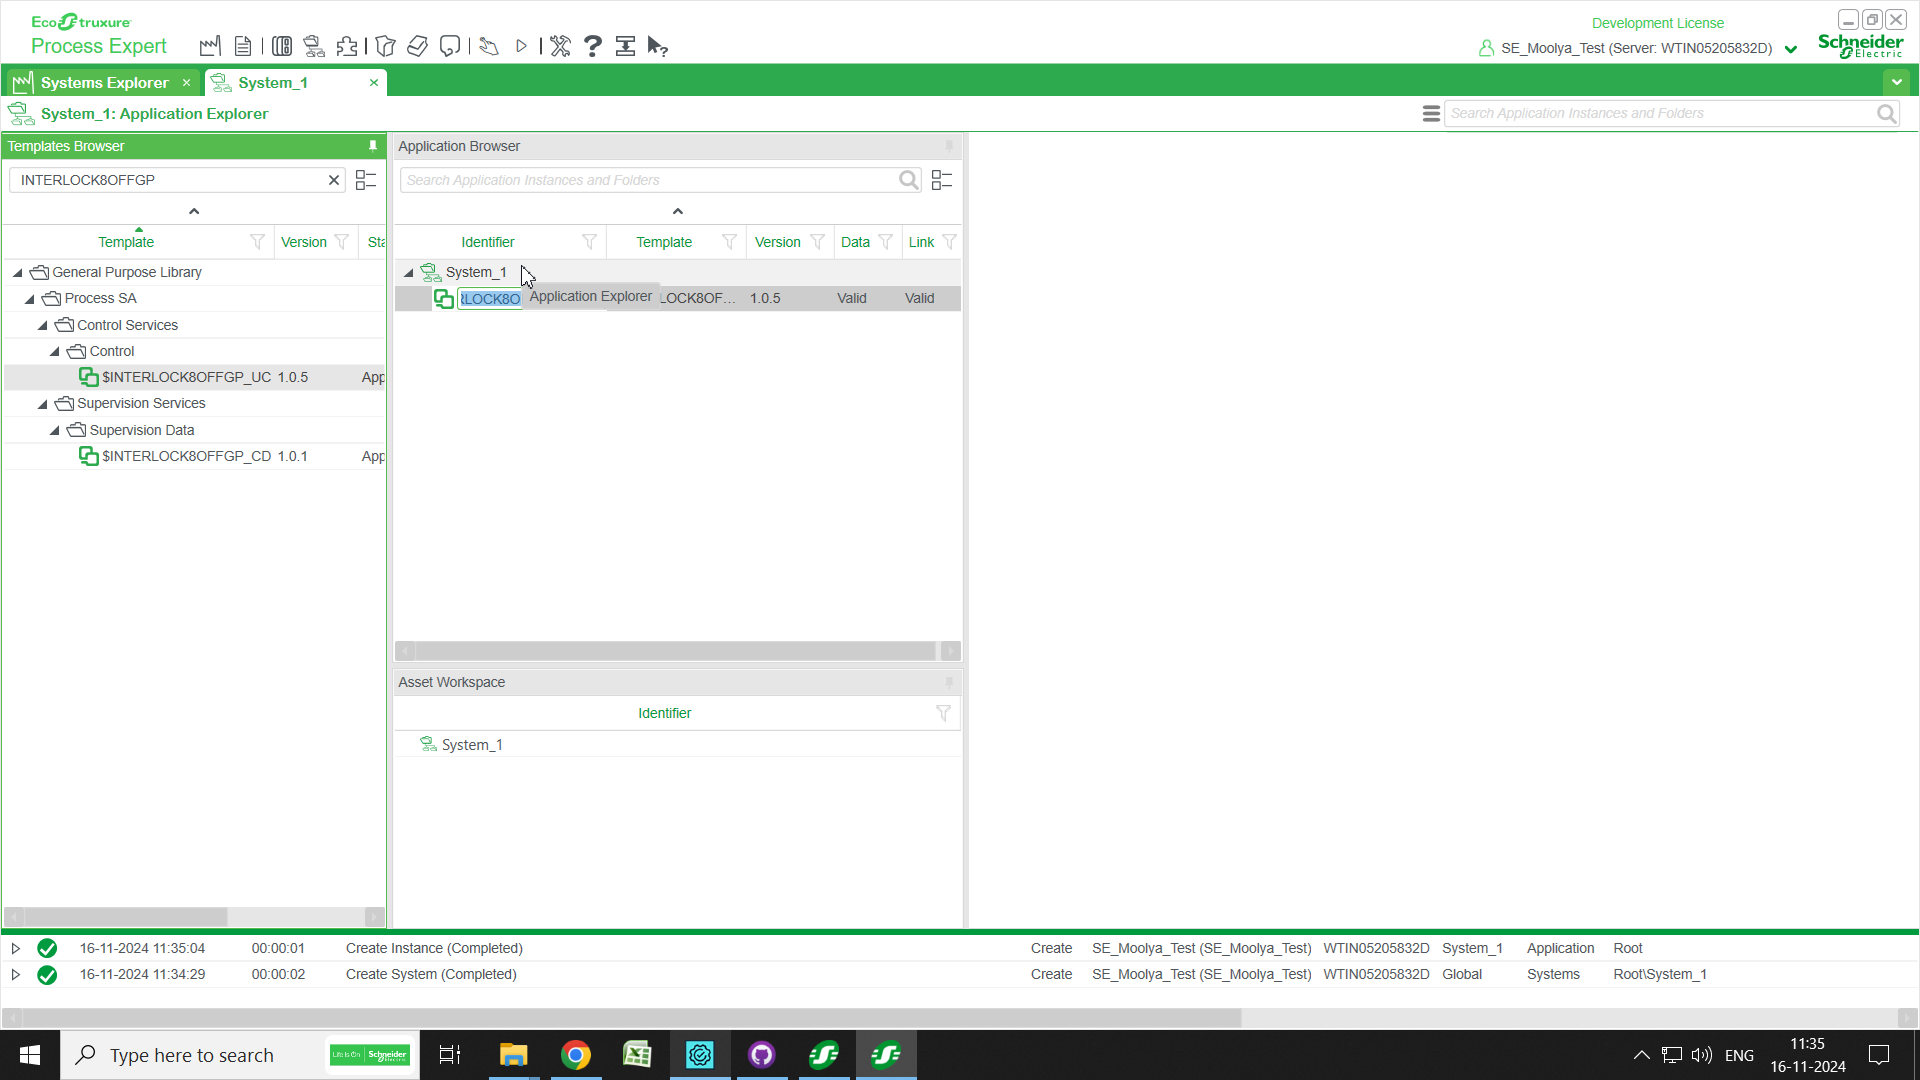 EcoStruxure
Process Expert
Development License
SE_Moolya_Test (Server: WTIN05205832D)
Schneider
Electric
Systems Explorer
System_1
System_1: Application Explorer
Search Application Instances and Folders
Templates Browser
INTERLOCK8OFFGP
Template
Version
Sta
General Purpose Library
Process SA
Control Services
Control
$INTERLOCK8OFFGP_UC 1.0.5 App
Supervision Services
Supervision Data
$INTERLOCK8OFFGP_CD 1.0.1 App
Application Browser
Search Application Instances and Folders
Identifier Template Version Data Link
System_1
RLOCK8O Application Explorer LOCK8OF... 1.0.5 Valid Valid
Asset Workspace
Identifier
System_1
16-11-2024 11:35:04 00:00:01 Create Instance (Completed) Create SE_Moolya_Test (SE_Moolya_Test) WTIN05205832D System_1 Application Root
16-11-2024 11:34:29 00:00:02 Create System (Completed) Create SE_Moolya_Test (SE_Moolya_Test) WTIN05205832D Global Systems Root\System_1
Type here to search
Life Is On Schneider
ENG
11:35
16-11-2024